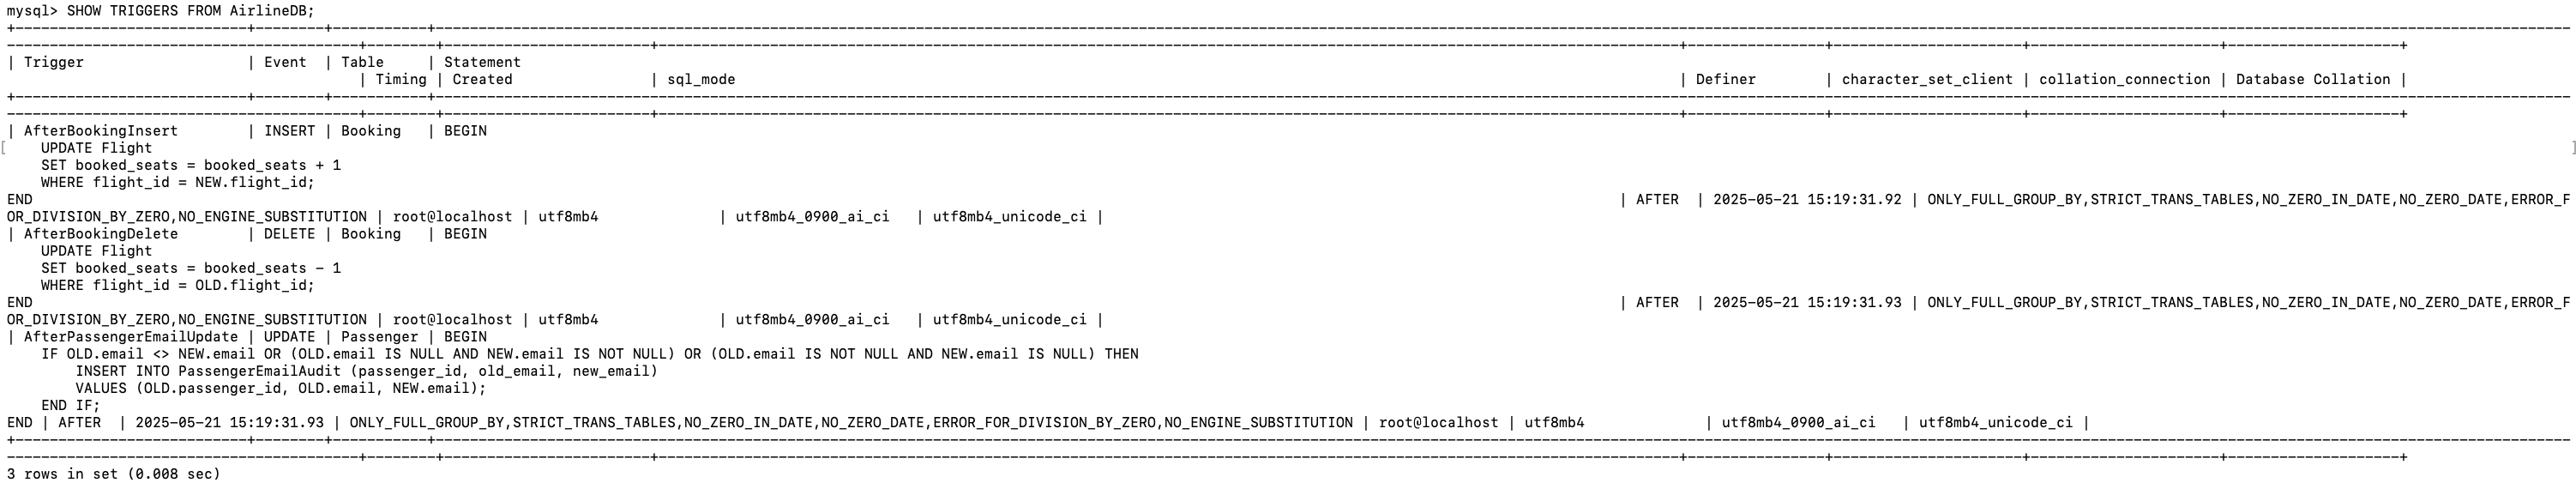 mysql> SHOW TRIGGERS FROM AirlineDB;
| Trigger | Event | Table | Statement
| Timing | Created | sql_mode | Definer | character_set_client | collation_connection | Database Collation |
| AfterBookingInsert | INSERT | Booking | BEGIN
[ UPDATE Flight ]
SET booked_seats = booked_seats + 1
WHERE flight_id = NEW.flight_id;
END | AFTER | 2025-05-21 15:19:31.92 | ONLY_FULL_GROUP_BY,STRICT_TRANS_TABLES,NO_ZERO_IN_DATE,NO_ZERO_DATE,ERROR_F
OR_DIVISION_BY_ZERO,NO_ENGINE_SUBSTITUTION | root@localhost | utf8mb4 | utf8mb4_0900_ai_ci | utf8mb4_unicode_ci |
| AfterBookingDelete | DELETE | Booking | BEGIN
UPDATE Flight
SET booked_seats = booked_seats - 1
WHERE flight_id = OLD.flight_id;
END | AFTER | 2025-05-21 15:19:31.93 | ONLY_FULL_GROUP_BY,STRICT_TRANS_TABLES,NO_ZERO_IN_DATE,NO_ZERO_DATE,ERROR_F
OR_DIVISION_BY_ZERO,NO_ENGINE_SUBSTITUTION | root@localhost | utf8mb4 | utf8mb4_0900_ai_ci | utf8mb4_unicode_ci |
| AfterPassengerEmailUpdate | UPDATE | Passenger | BEGIN
IF OLD.email <> NEW.email OR (OLD.email IS NULL AND NEW.email IS NOT NULL) OR (OLD.email IS NOT NULL AND NEW.email IS NULL) THEN
INSERT INTO PassengerEmailAudit (passenger_id, old_email, new_email)
VALUES (OLD.passenger_id, OLD.email, NEW.email);
END IF;
END | AFTER | 2025-05-21 15:19:31.93 | ONLY_FULL_GROUP_BY,STRICT_TRANS_TABLES,NO_ZERO_IN_DATE,NO_ZERO_DATE,ERROR_FOR_DIVISION_BY_ZERO,NO_ENGINE_SUBSTITUTION | root@localhost | utf8mb4 | utf8mb4_0900_ai_ci | utf8mb4_unicode_ci |
3 rows in set (0.008 sec)